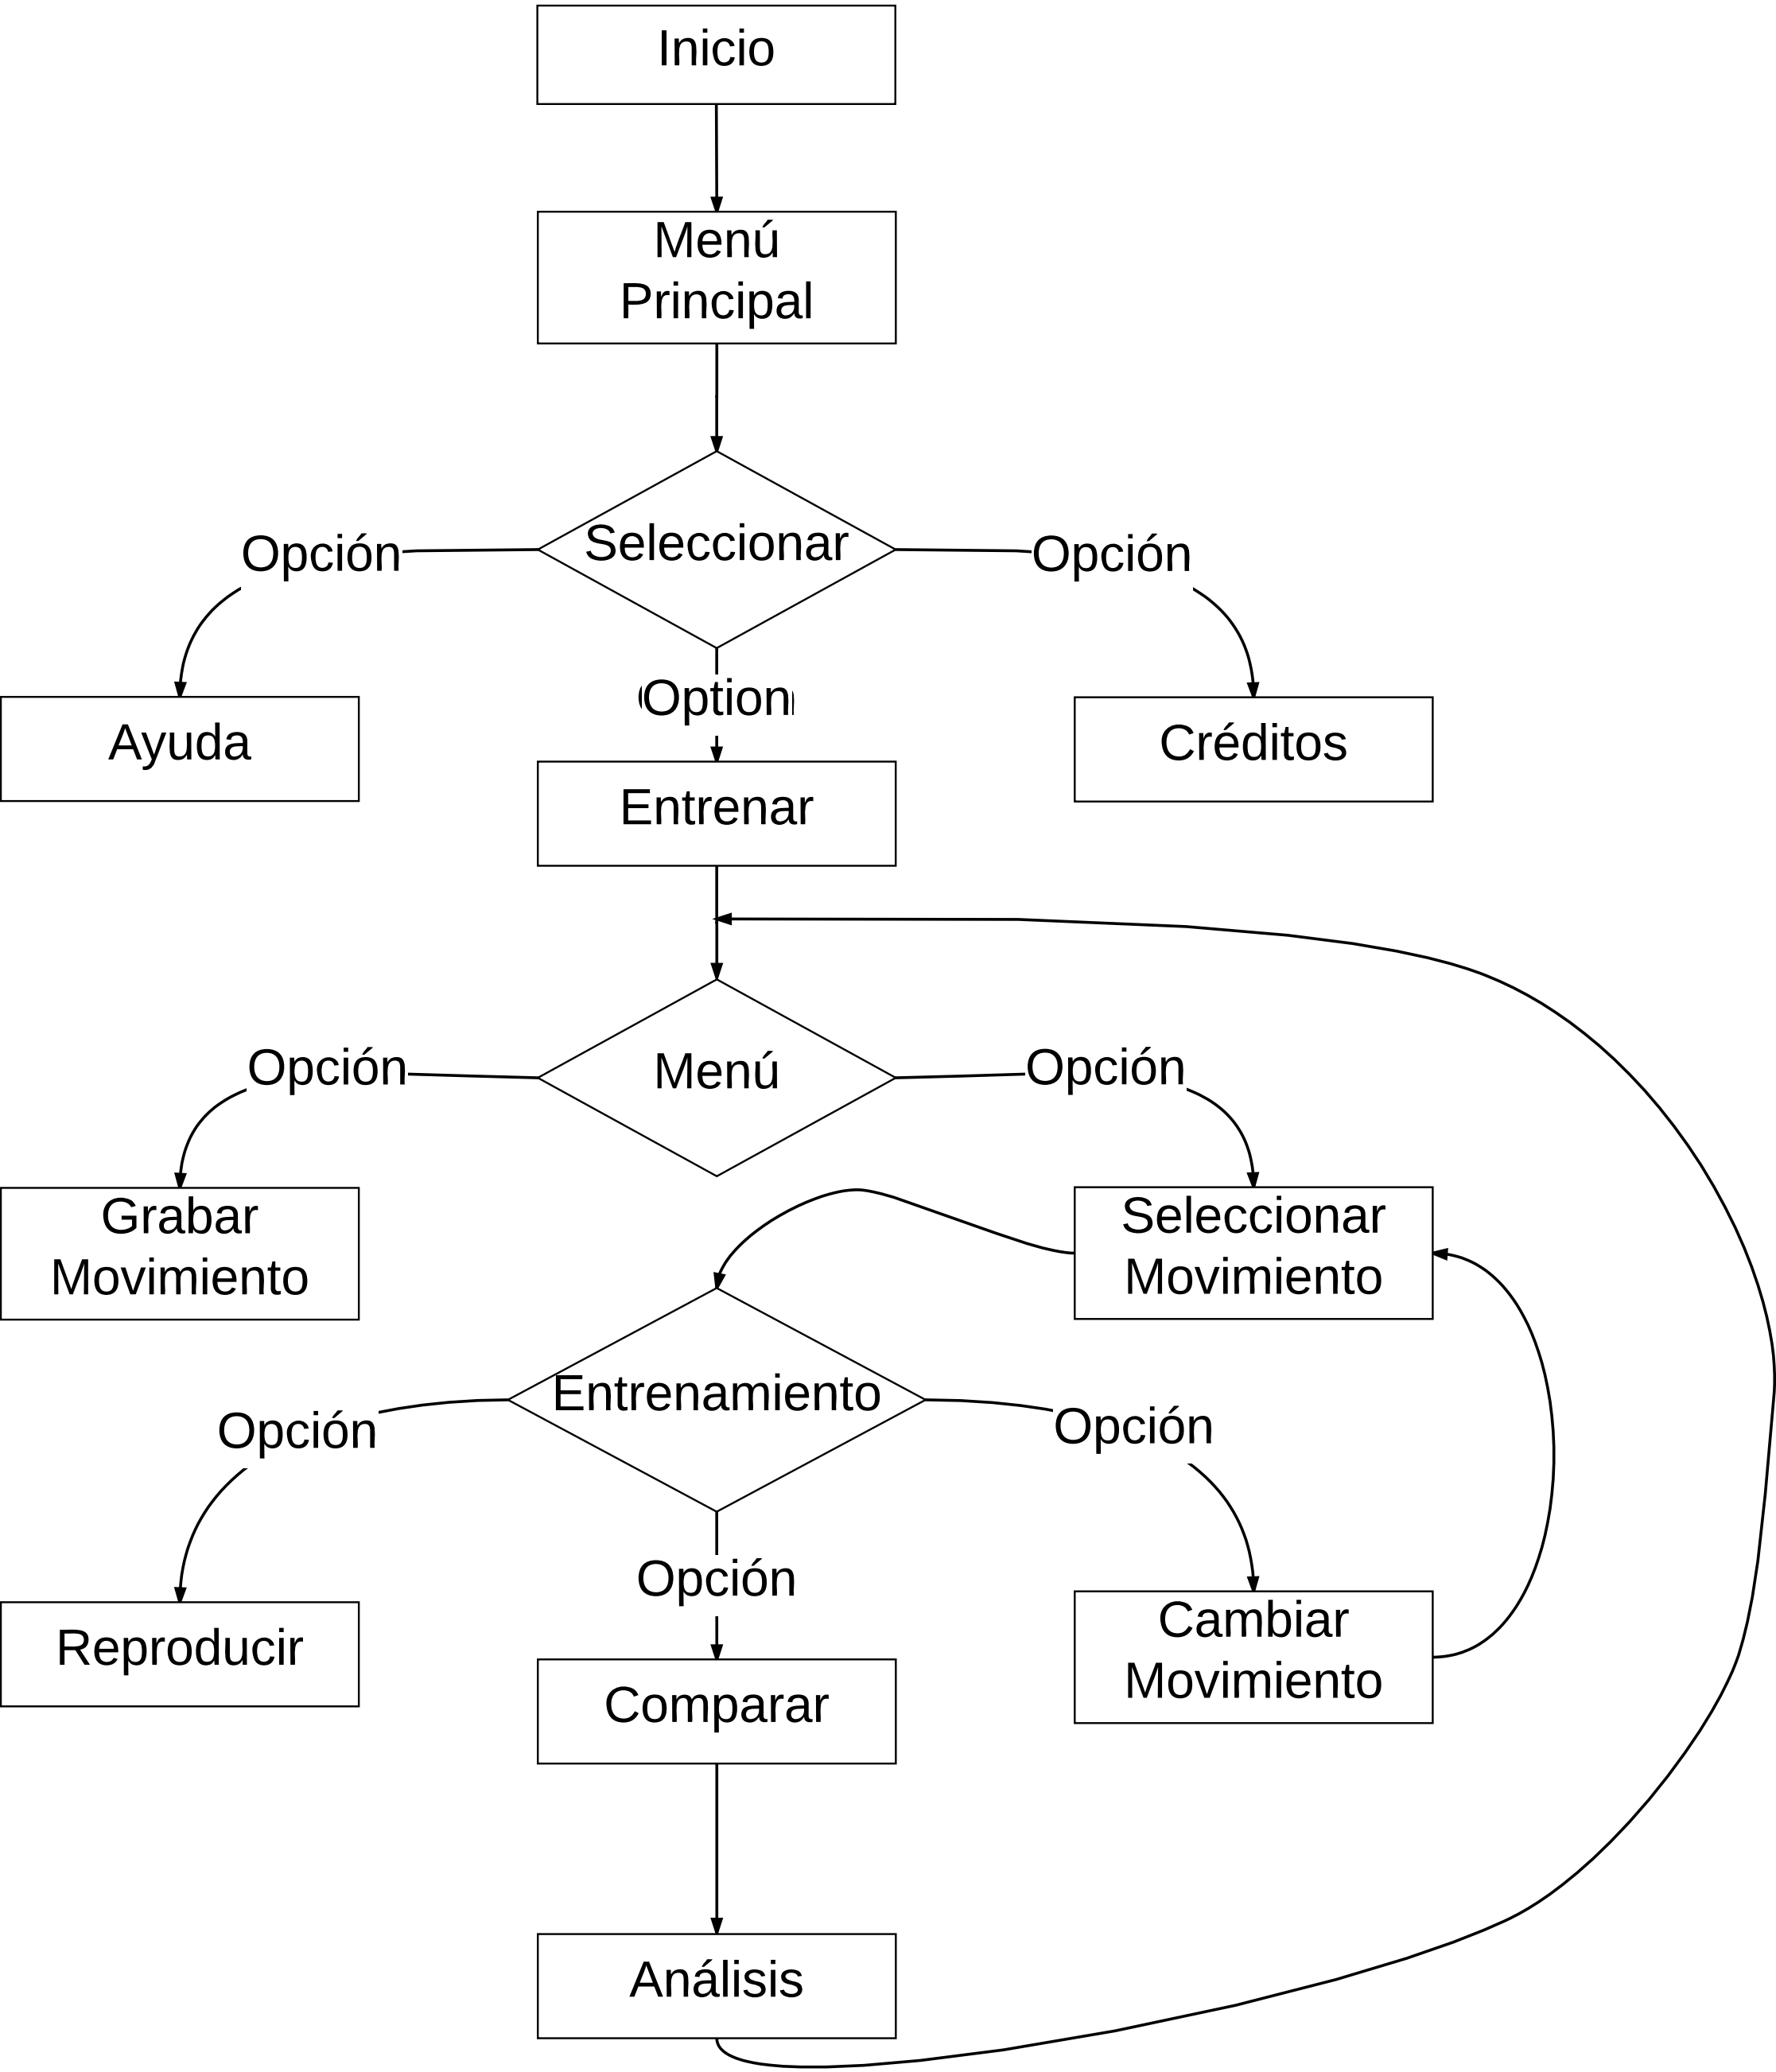 Inicio
Menú
Principal
Seleccionar
Opción
Opción
Option
Ayuda
Créditos
Entrenar
Menú
Opción
Opción
Grabar
Movimiento
Seleccionar
Movimiento
Entrenamiento
Opción
Opción
Opción
Reproducir
Cambiar
Movimiento
Comparar
Análisis